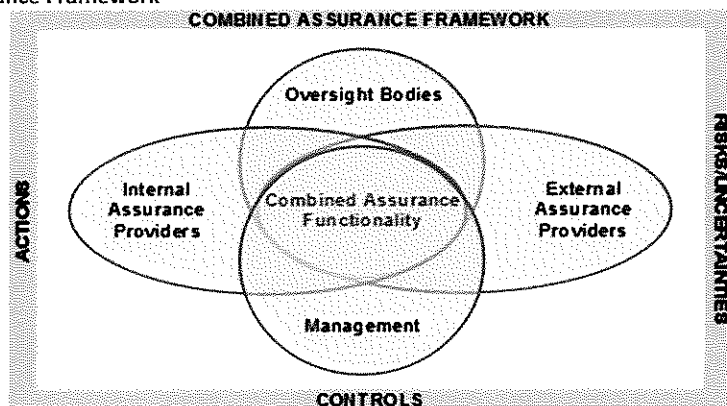 COMBINED ASSURANCE FRAMEWORK
Oversight Bodies
Internal
Assurance
Providers
Combined Assurance
Functionality
External
Assurance
Providers
Management
ACTIONS
RISKS/UNCERTAINTIES
CONTROLS